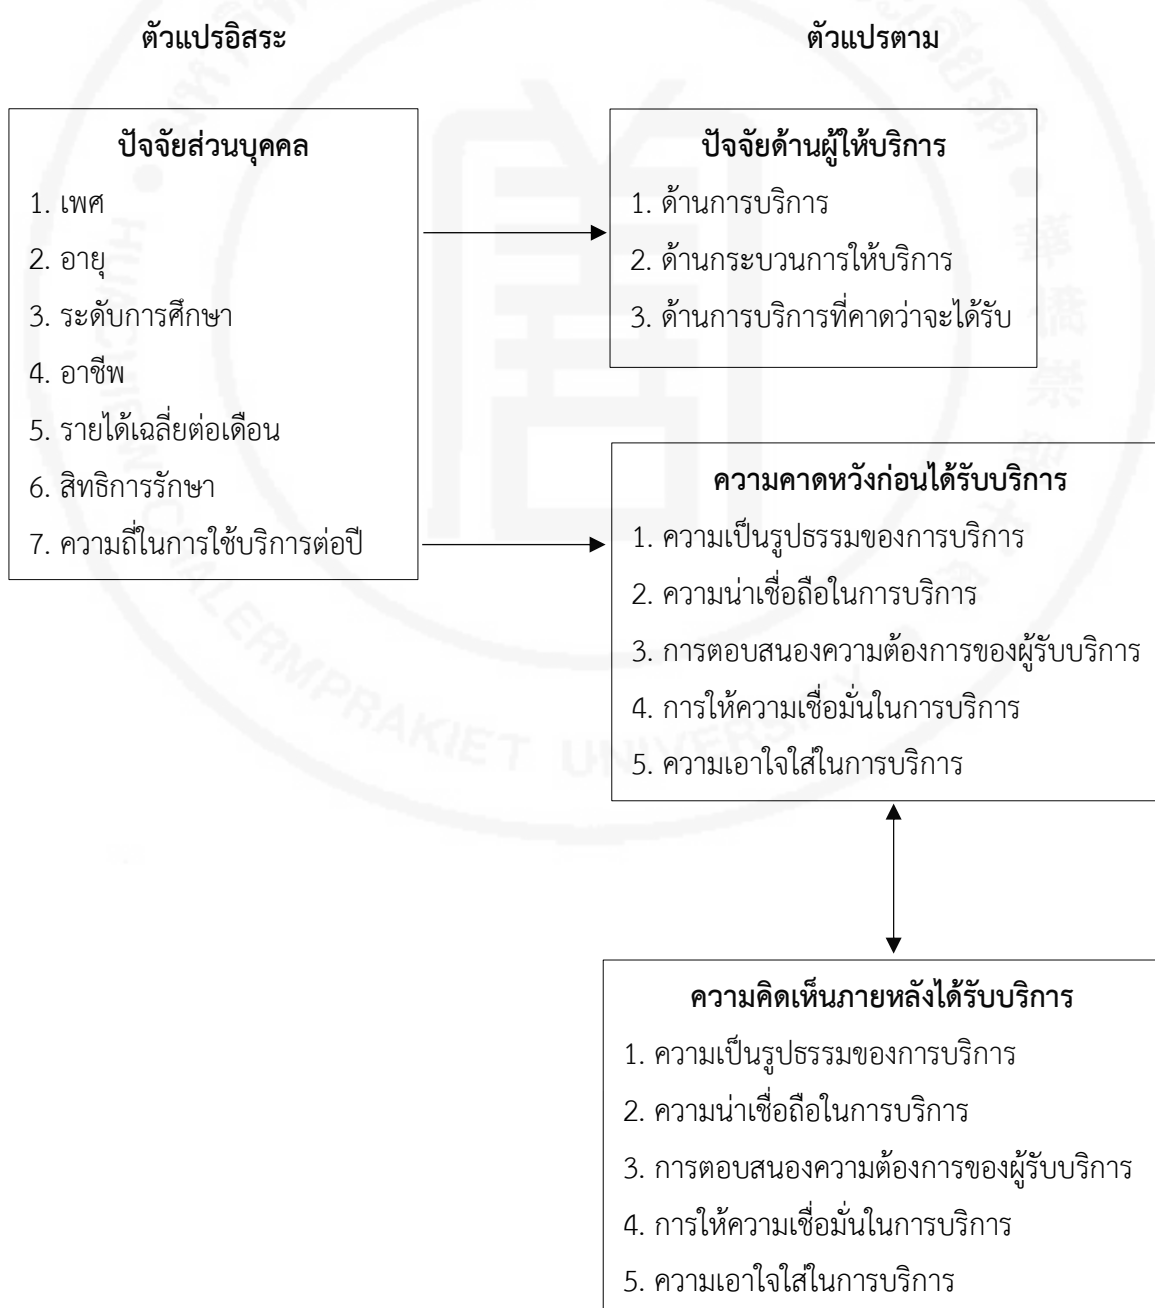 ตัวแปรอิสระ
ตัวแปรตาม
ปัจจัยส่วนบุคคล
1. เพศ
2. อายุ
3. ระดับการศึกษา
4. อาชีพ
5. รายได้เฉลี่ยต่อเดือน
6. สิทธิการรักษา
7. ความถี่ในการใช้บริการต่อปี
ปัจจัยด้านผู้ให้บริการ
1. ด้านการบริการ
2. ด้านกระบวนการให้บริการ
3. ด้านการบริการที่คาดว่าจะได้รับ
ความคาดหวังก่อนได้รับบริการ
1. ความเป็นรูปธรรมของการบริการ
2. ความน่าเชื่อถือในการบริการ
3. การตอบสนองความต้องการของผู้รับบริการ
4. การให้ความเชื่อมั่นในการบริการ
5. ความเอาใจใส่ในการบริการ
ความคิดเห็นภายหลังได้รับบริการ
1. ความเป็นรูปธรรมของการบริการ
2. ความน่าเชื่อถือในการบริการ
3. การตอบสนองความต้องการของผู้รับบริการ
4. การให้ความเชื่อมั่นในการบริการ
5. ความเอาใจใส่ในการบริการ